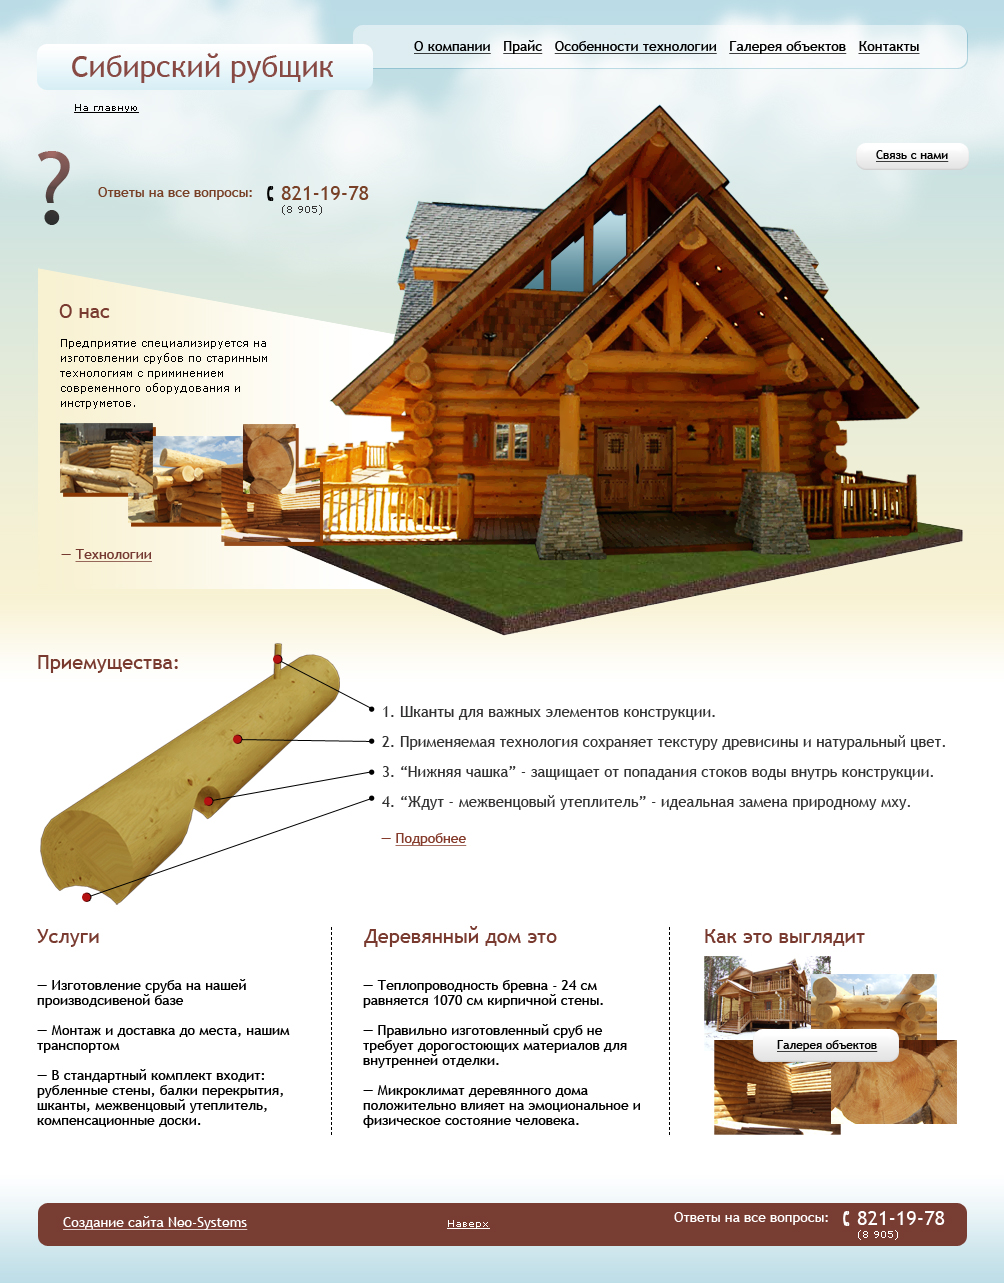 О компании Прайс Особенности технологии Галерея объектов Контакты
Сибирский рубщик
На главную
Связь с нами
?
Ответы на все вопросы: 821-19-78
(8 905)
О нас
Предприятие специализируется на
изготовлении срубов по старинным
технологиям с приминением
современного оборудования и
инструметов.
— Технологии
Приемущества:
1. Шканты для важных элементов конструкции.
2. Применяемая технология сохраняет текстуру древисины и натуральный цвет.
3. “Нижняя чашка” - защищает от попадания стоков воды внутрь конструкции.
4. “Ждут - межвенцовый утеплитель” - идеальная замена природному мху.
— Подробнее
Услуги
— Изготовление сруба на нашей
производсивеной базе
— Монтаж и доставка до места, нашим
транспортом
— В стандартный комплект входит:
рубленные стены, балки перекрытия,
шканты, межвенцовый утеплитель,
компенсационные доски.
Деревянный дом это
— Теплопроводность бревна - 24 см
равняется 1070 см кирпичной стены.
— Правильно изготовленный сруб не
требует дорогостоющих материалов для
внутренней отделки.
— Микроклимат деревянного дома
положительно влияет на эмоциональное и
физическое состояние человека.
Как это выглядит
Галерея объектов
Создание сайта Neo-Systems
Наверх
Ответы на все вопросы: 821-19-78
(8 905)